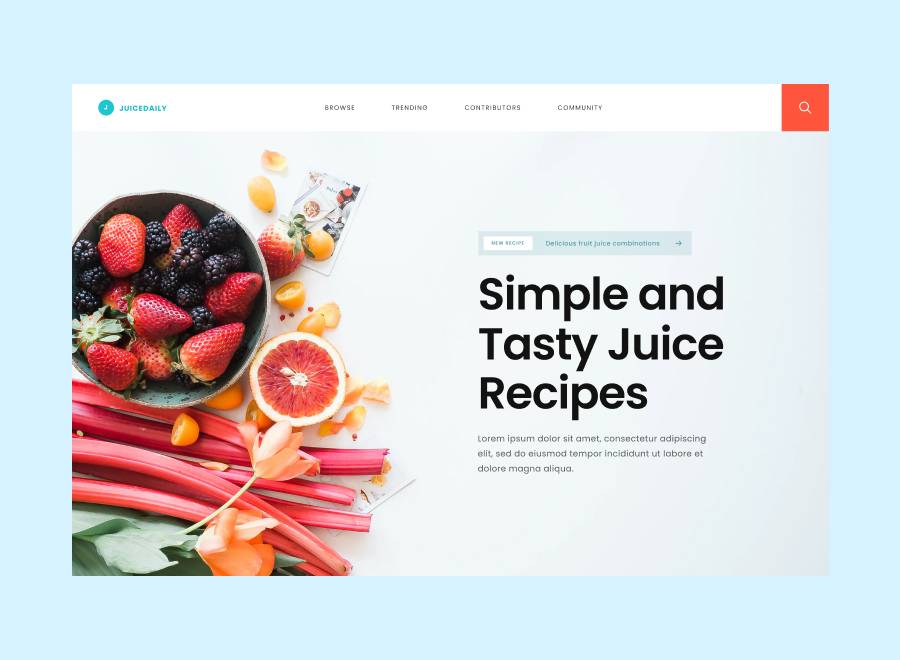 J JUICEDAILY
BROWSE TRENDING CONTRIBUTORS COMMUNITY
NEW RECIPE Delicious fruit juice combinations →
Simple and
Tasty Juice
Recipes
Lorem ipsum dolor sit amet, consectetur adipiscing
elit, sed do eiusmod tempor incididunt ut labore et
dolore magna aliqua.